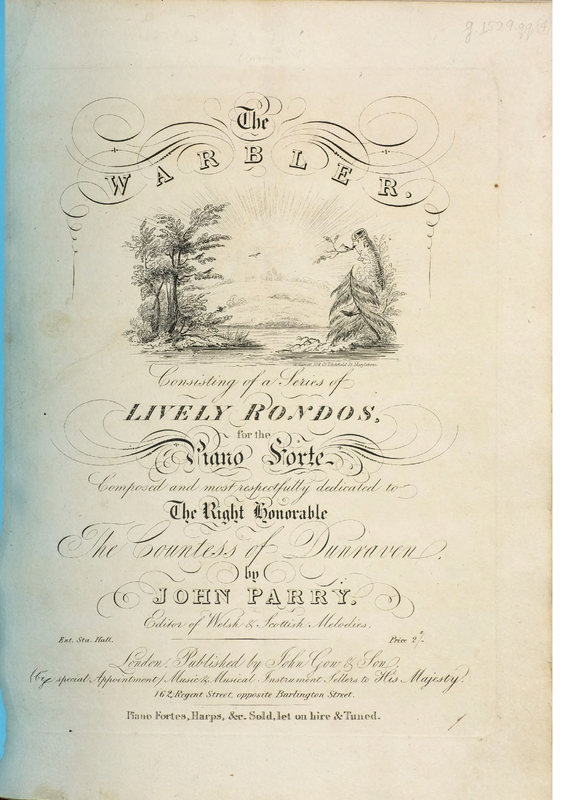 g.1529.qq.(4)
The
WARBLER.
Consisting of a Series of
LIVELY RONDOS,
for the
Piano Forte.
Composed and most respectfully dedicated to
The Right Honorable
The Countess of Dunraven.
by
JOHN PARRY.
Editor of Welsh & Scottish Melodies.
Ent. Sta. Hall.
Price 2/-
London, Published by John Gow & Son,
(By special Appointment) Music & Musical Instrument Sellers to His Majesty.
162, Regent Street, opposite Burlington Street.
Piano Fortes, Harps, &c. Sold, let on hire & Tuned.